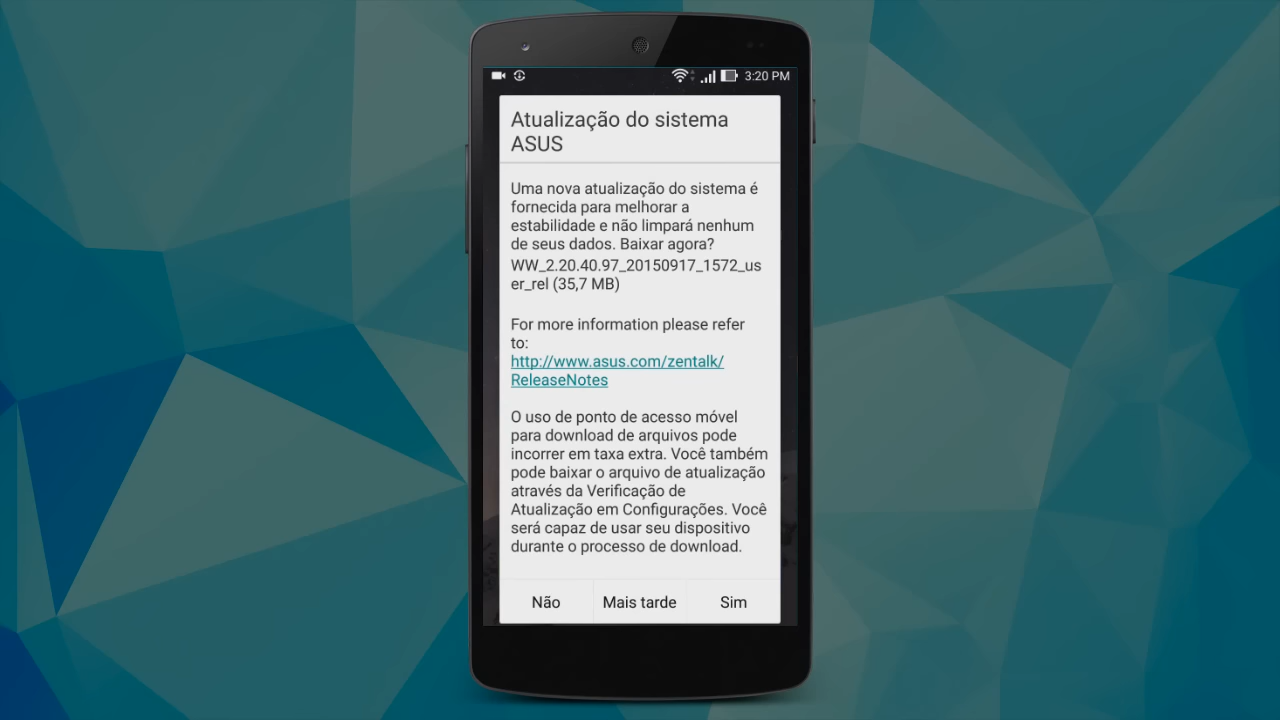 3:20 PM
Atualização do sistema
ASUS
Uma nova atualização do sistema é
fornecida para melhorar a
estabilidade e não limpará nenhum
de seus dados. Baixar agora?
WW_2.20.40.97_20150917_1572_us
er_rel (35,7 MB)
For more information please refer
to:
http://www.asus.com/zentalk/
ReleaseNotes
O uso de ponto de acesso móvel
para download de arquivos pode
incorrer em taxa extra. Você também
pode baixar o arquivo de atualização
através da Verificação de
Atualização em Configurações. Você
será capaz de usar seu dispositivo
durante o processo de download.
Não
Mais tarde
Sim